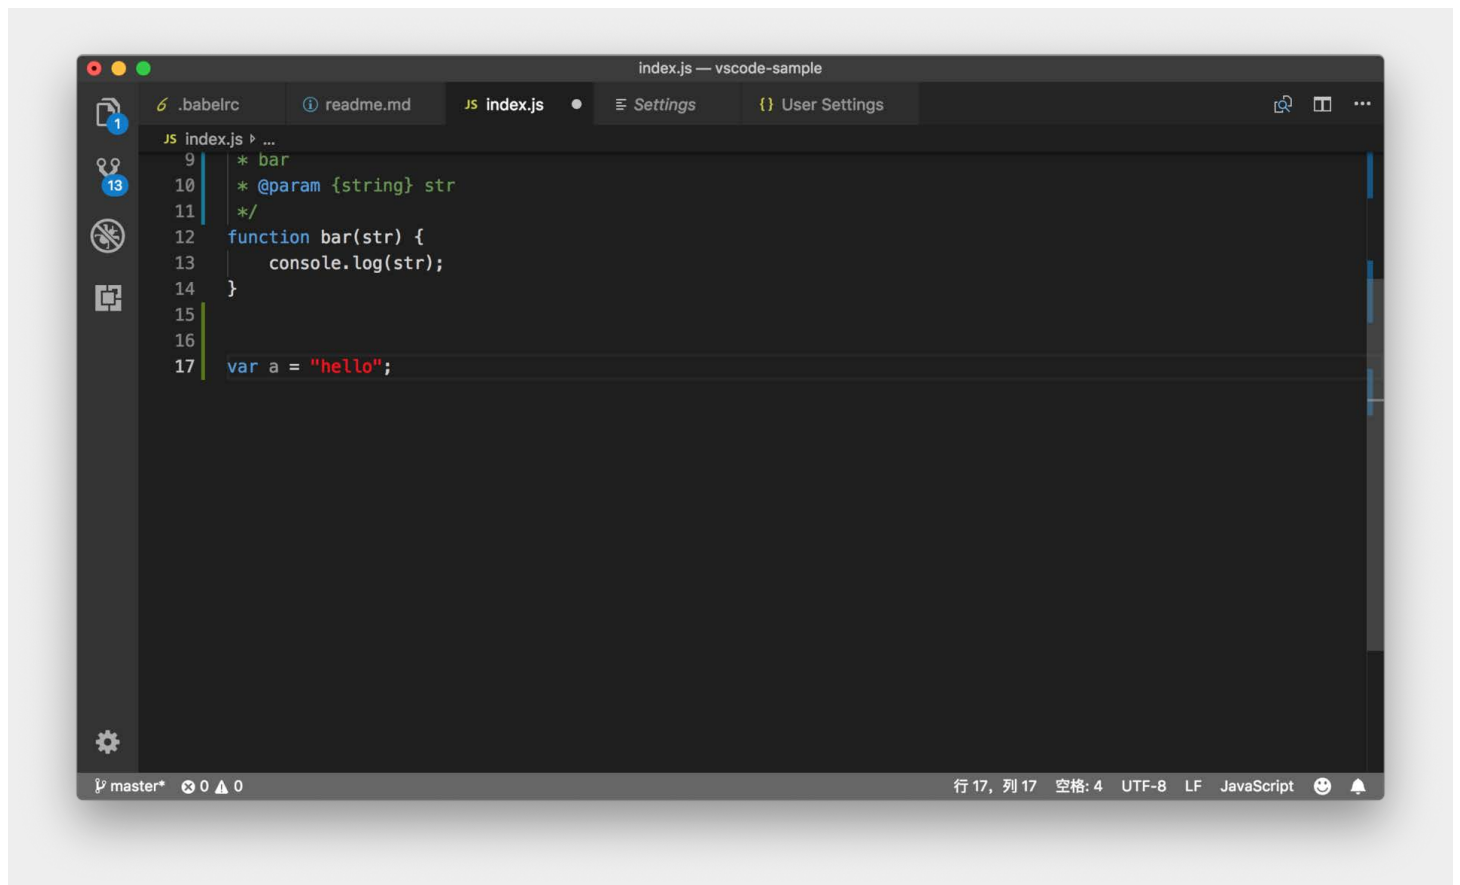 index.js — vscode-sample
.babelrc readme.md JS index.js Settings {} User Settings
1
JS index.js ...
13
9 * bar
10 * @param {string} str
11 */
12 function bar(str) {
13 console.log(str);
14 }
15
16
17 var a = "hello";
master* 0 0 行 17，列 17 空格: 4 UTF-8 LF JavaScript